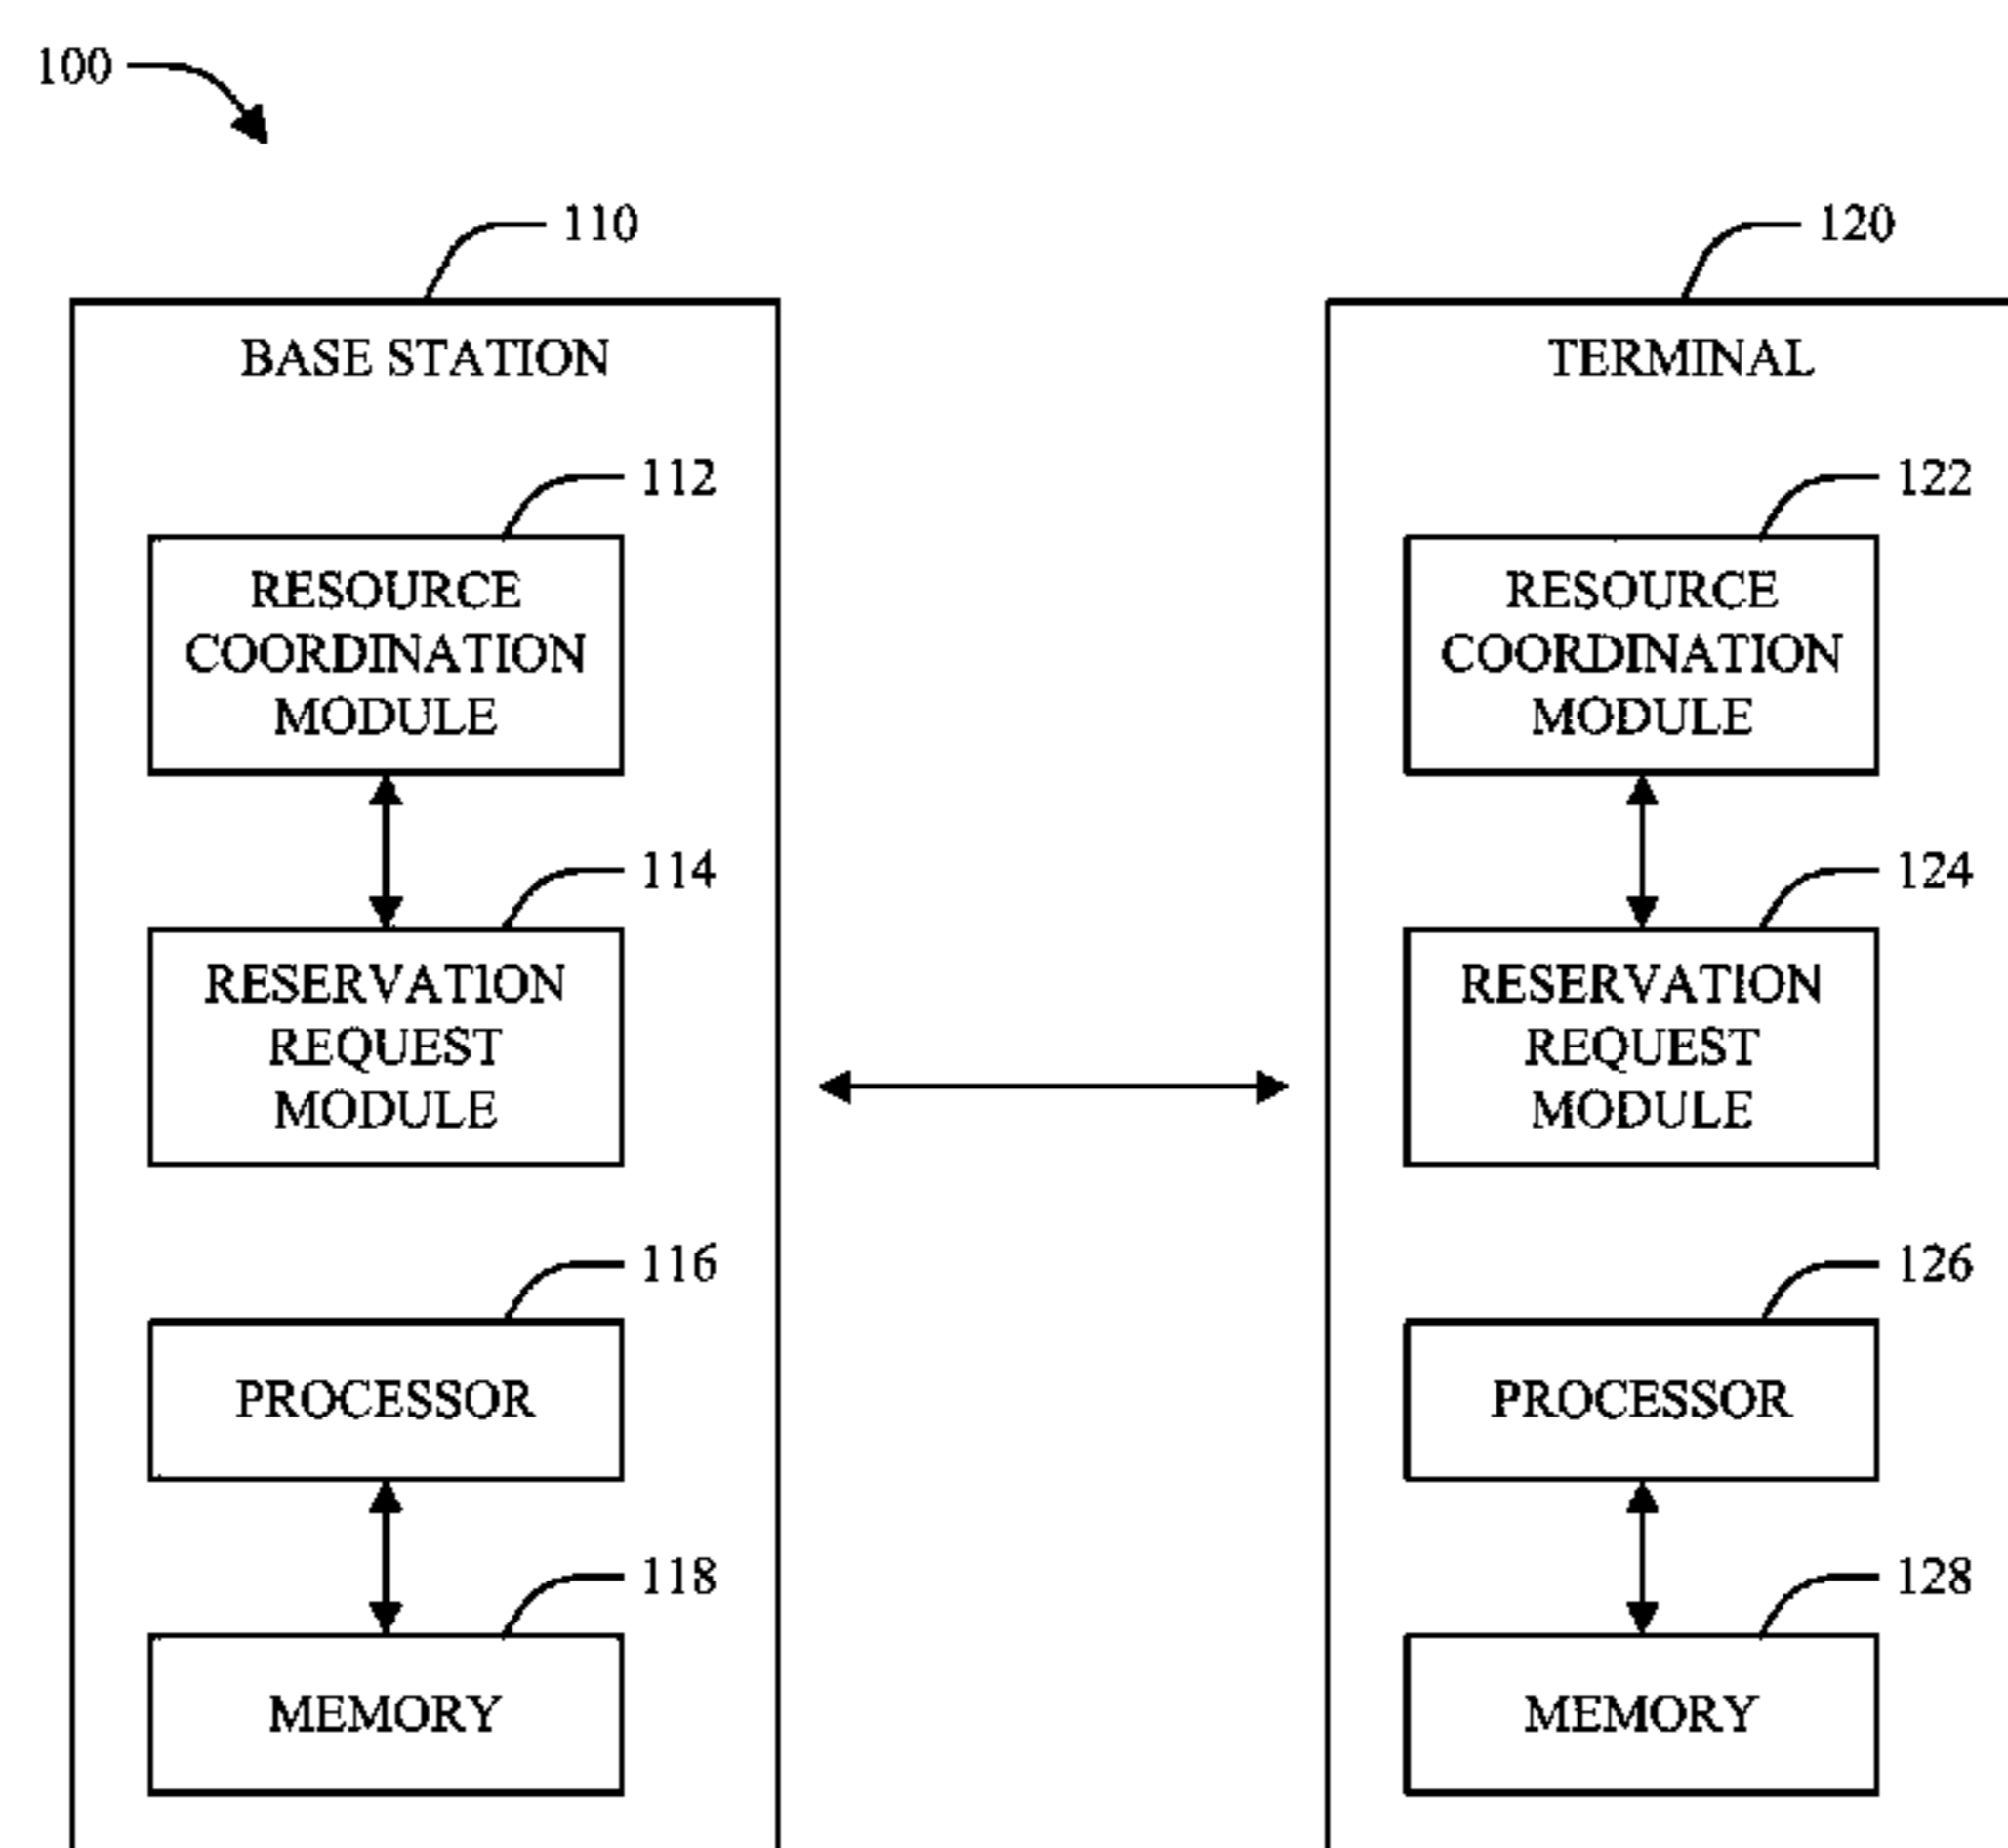 100
110
BASE STATION
112
RESOURCE
COORDINATION
MODULE
114
RESERVATION
REQUEST
MODULE
116
PROCESSOR
118
MEMORY
120
TERMINAL
122
RESOURCE
COORDINATION
MODULE
124
RESERVATION
REQUEST
MODULE
126
PROCESSOR
128
MEMORY